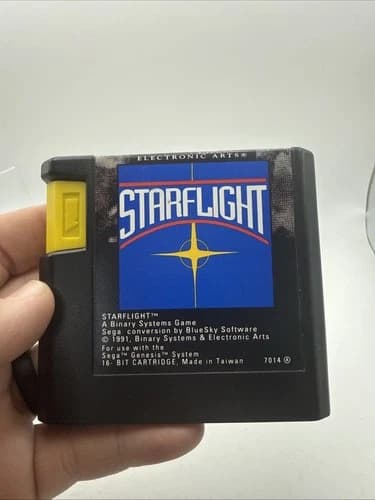 ELECTRONIC ARTS®
STARFLIGHT
STARFLIGHT™
A Binary Systems Game
Sega conversion by BlueSky Software
© 1991, Binary Systems & Electronic Arts
For use with the
Sega™ Genesis™ System
16- BIT CARTRIDGE, Made in Taiwan 7014 Ⓐ